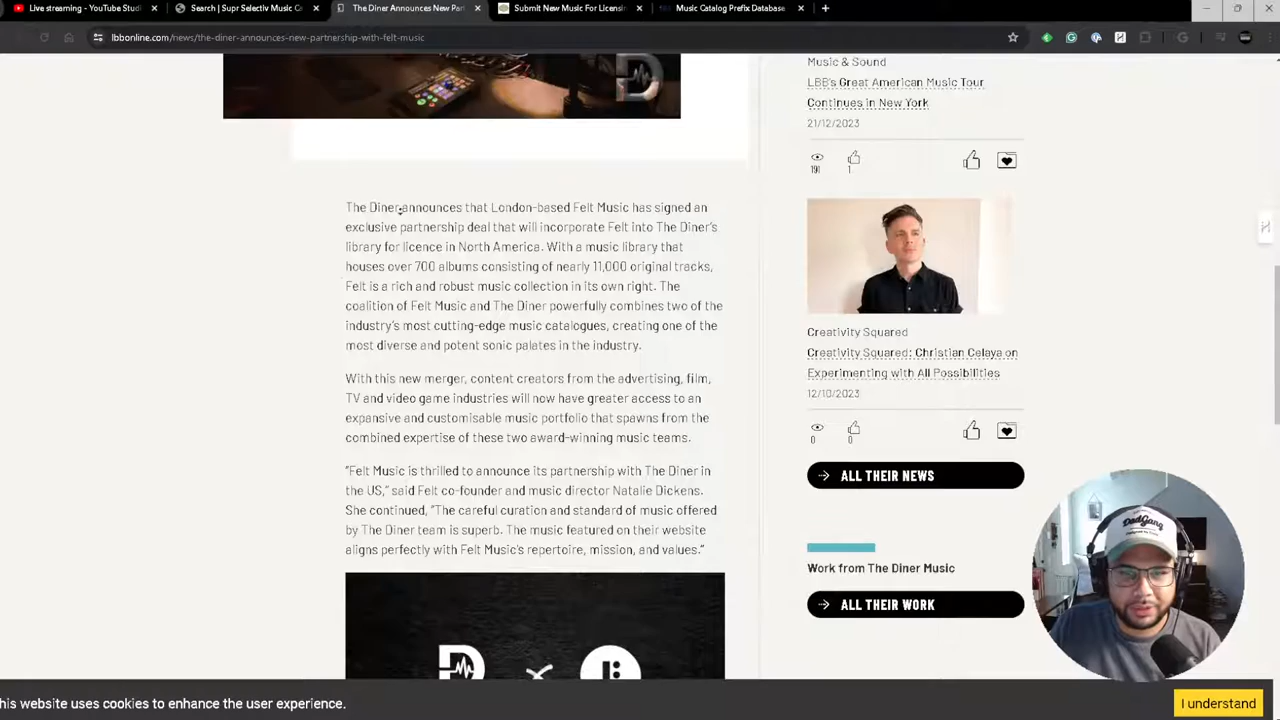 Live streaming - YouTube Studi
Search | Supr Selectiv Music C
The Diner Announces New Par
Submit New Music For Licensin
Music Catalog Prefix Database
lbbonline.com/news/the-diner-announces-new-partnership-with-felt-music
The Diner announces that London-based Felt Music has signed an
exclusive partnership deal that will incorporate Felt into The Diner's
library for licence in North America. With a music library that
houses over 700 albums consisting of nearly 11,000 original tracks,
Felt is a rich and robust music collection in its own right. The
coalition of Felt Music and The Diner powerfully combines two of the
industry's most cutting-edge music catalogues, creating one of the
most diverse and potent sonic palates in the industry.
With this new merger, content creators from the advertising, film,
TV and video game industries will now have greater access to an
expansive and customisable music portfolio that spawns from the
combined expertise of these two award-winning music teams.
"Felt Music is thrilled to announce its partnership with The Diner in
the US," said Felt co-founder and music director Natalie Dickens.
She continued, "The careful curation and standard of music offered
by The Diner team is superb. The music featured on their website
aligns perfectly with Felt Music's repertoire, mission, and values."
Music & Sound
LBB's Great American Music Tour
Continues in New York
21/12/2023
191
1
Creativity Squared
Creativity Squared: Christian Celaya on
Experimenting with All Possibilities
12/10/2023
0
0
ALL THEIR NEWS
Work from The Diner Music
ALL THEIR WORK
DadGang
his website uses cookies to enhance the user experience.
I understand